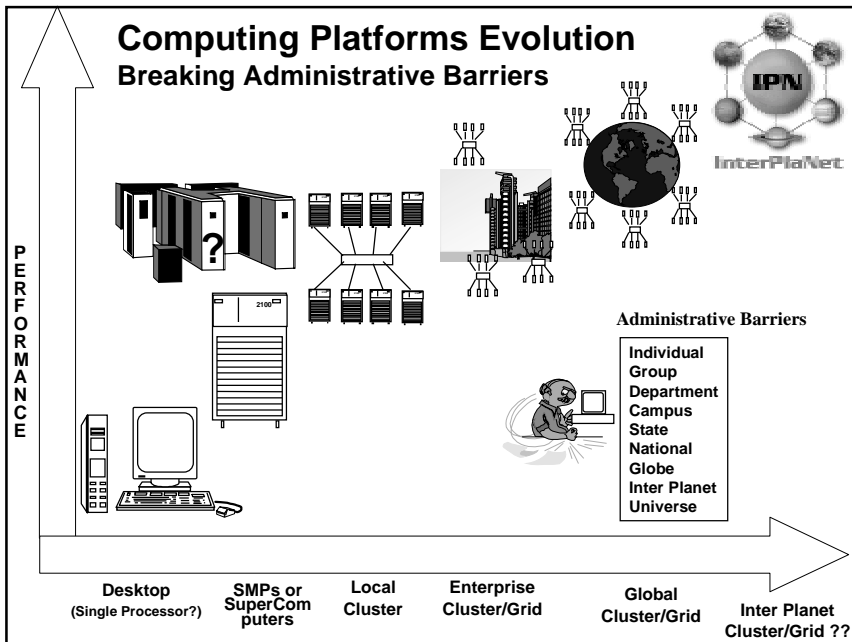 Computing Platforms Evolution
Breaking Administrative Barriers
IPN
InterPlaNet
PERFORMANCE
?
2100
Administrative Barriers
Individual
Group
Department
Campus
State
National
Globe
Inter Planet
Universe
Desktop
(Single Processor?)
SMPs or
SuperCom
puters
Local
Cluster
Enterprise
Cluster/Grid
Global
Cluster/Grid
Inter Planet
Cluster/Grid ??